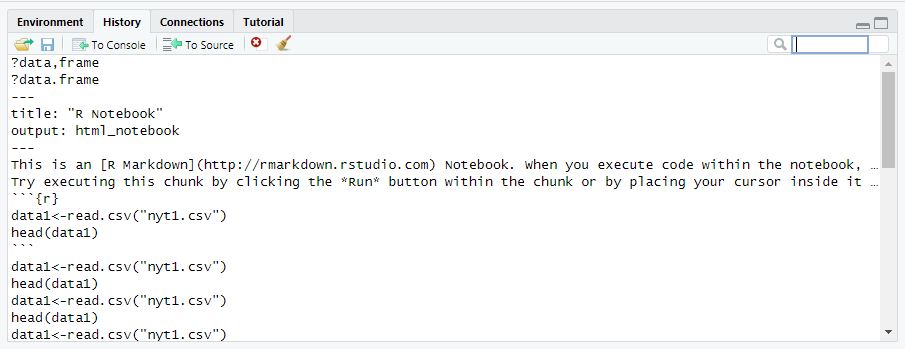 Environment History Connections Tutorial
To Console To Source
?data,frame
?data.frame
---
title: "R Notebook"
output: html_notebook
---
This is an [R Markdown](http://rmarkdown.rstudio.com) Notebook. When you execute code within the notebook, …
Try executing this chunk by clicking the *Run* button within the chunk or by placing your cursor inside it …
```{r}
data1<-read.csv("nyt1.csv")
head(data1)
```
data1<-read.csv("nyt1.csv")
head(data1)
data1<-read.csv("nyt1.csv")
head(data1)
data1<-read.csv("nyt1.csv")